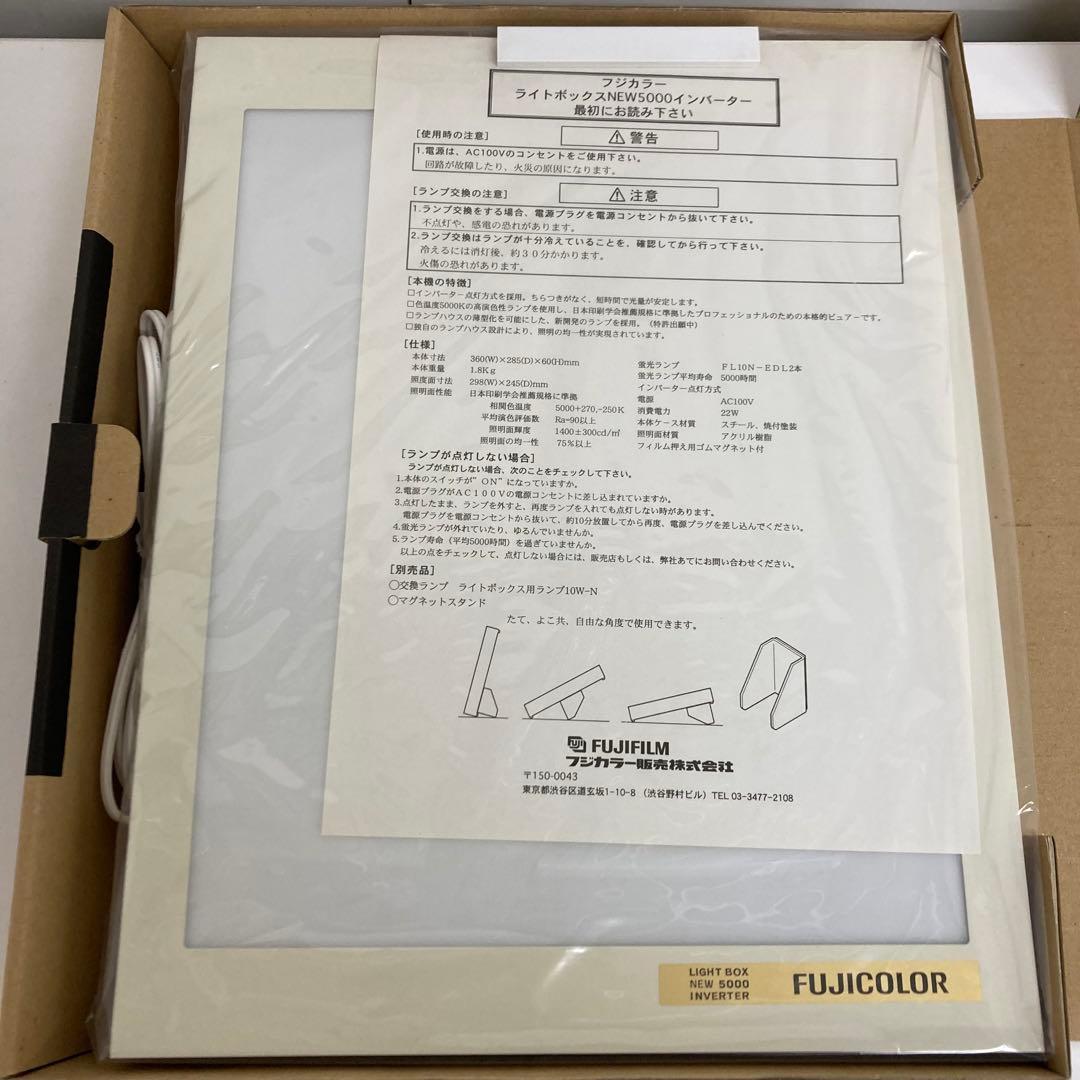 フジカラー
ライトボックスNEW5000インバーター
最初にお読み下さい
[使用時の注意]
⚠警告
1.電源は、AC100Vのコンセントをご使用下さい。
回路が故障したり、火災の原因になります。
[ランプ交換の注意]
⚠注意
1.ランプ交換をする場合、電源プラグを電源コンセントから抜いて下さい。
不点灯や、感電の恐れがあります。
2.ランプ交換はランプが十分冷えていることを、確認してから行って下さい。
冷えるには消灯後、約30分かかります。
火傷の恐れがあります。
[本機の特徴]
□インバーター点灯方式を採用。ちらつきがなく、短時間で光量が安定します。
□色温度5000Kの高演色性ランプを使用し、日本印刷学会推薦規格に準拠したプロフェッショナルのための本格的ビュアーです。
□ランプハウスの薄型化を可能にした、新開発のランプを採用。(特許出願中)
□独自のランプハウス設計により、照明の均一性が実現されています。
[仕様]
本体寸法 360(W)×285(D)×60(H)mm
本体重量 1.8Kg
照度面寸法 298(W)×245(D)mm
照明面性能 日本印刷学会推薦規格に準拠
相関色温度 5000+270,-250K
平均演色評価数 Ra=90以上
照明面輝度 1400±300cd/㎡
照明面の均一性 75%以上
蛍光ランプ FL10N-EDL2本
蛍光ランプ平均寿命 5000時間
インバーター点灯方式
電源 AC100V
消費電力 22W
本体ケース材質 スチール、焼付塗装
照明面材質 アクリル樹脂
フィルム押え用ゴムマグネット付
[ランプが点灯しない場合]
ランプが点灯しない場合、次のことをチェックして下さい。
1.本体のスイッチが"ON"になっていますか。
2.電源プラグがAC100Vの電源コンセントに差し込まれていますか。
3.点灯したまま、ランプを外すと、再度ランプを入れても点灯しない時があります。
電源プラグを電源コンセントから抜いて、約10分放置してから再度、電源プラグを差し込んでください。
4.蛍光ランプが外れていたり、ゆるんでいませんか。
5.ランプ寿命(平均5000時間)を過ぎていませんか。
以上の点をチェックして、点灯しない場合には、販売店もしくは、弊社あてにお問い合わせください。
[別売品]
○交換ランプ ライトボックス用ランプ10W-N
○マグネットスタンド
たて、よこ共、自由な角度で使用できます。
FUJI FUJIFILM
フジカラー販売株式会社
〒150-0043
東京都渋谷区道玄坂1-10-8 (渋谷野村ビル) TEL 03-3477-2108
LIGHT BOX
NEW 5000
INVERTER
FUJICOLOR